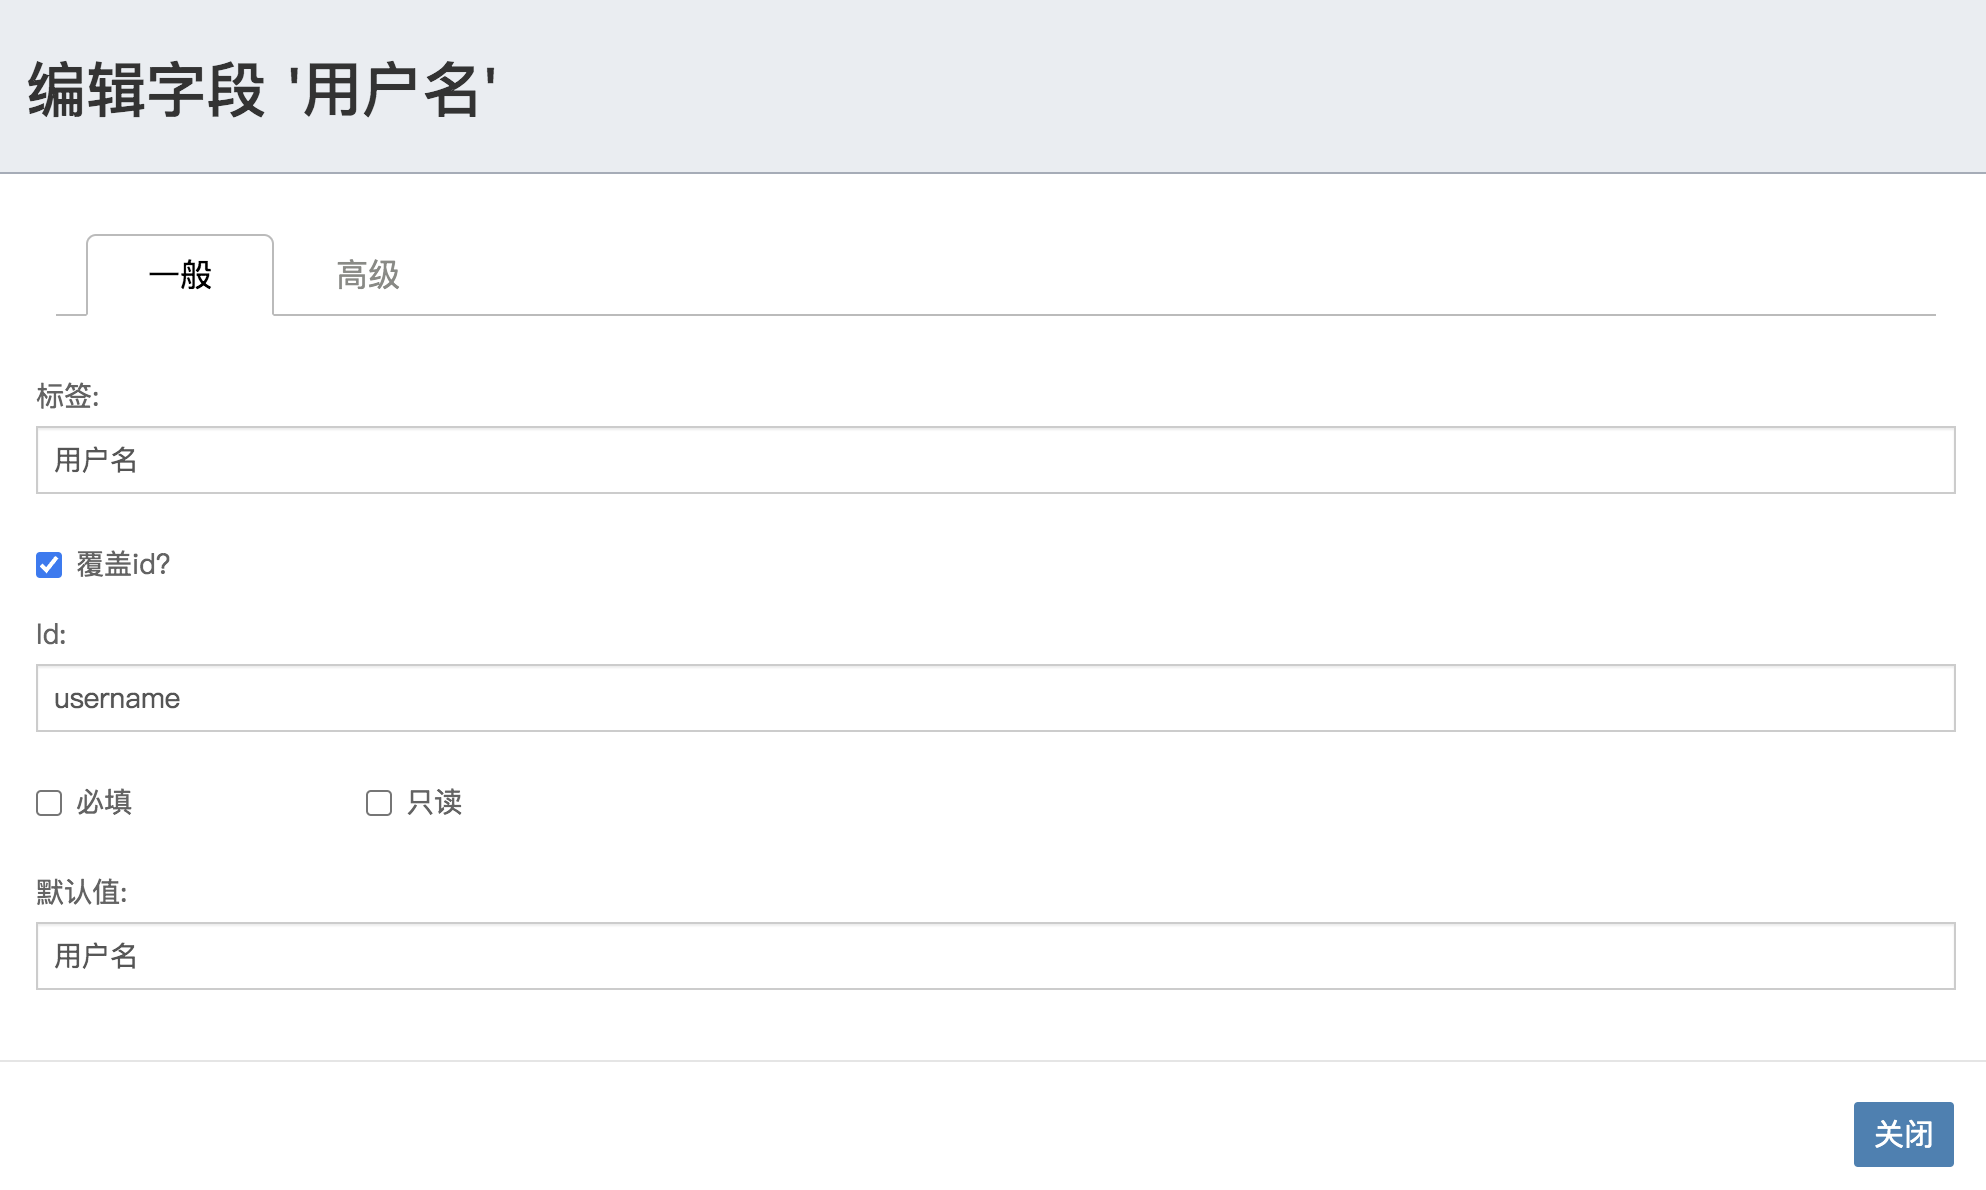 编辑字段 '用户名'
一般 高级
标签:
用户名
覆盖id?
Id:
username
必填 只读
默认值:
用户名
关闭